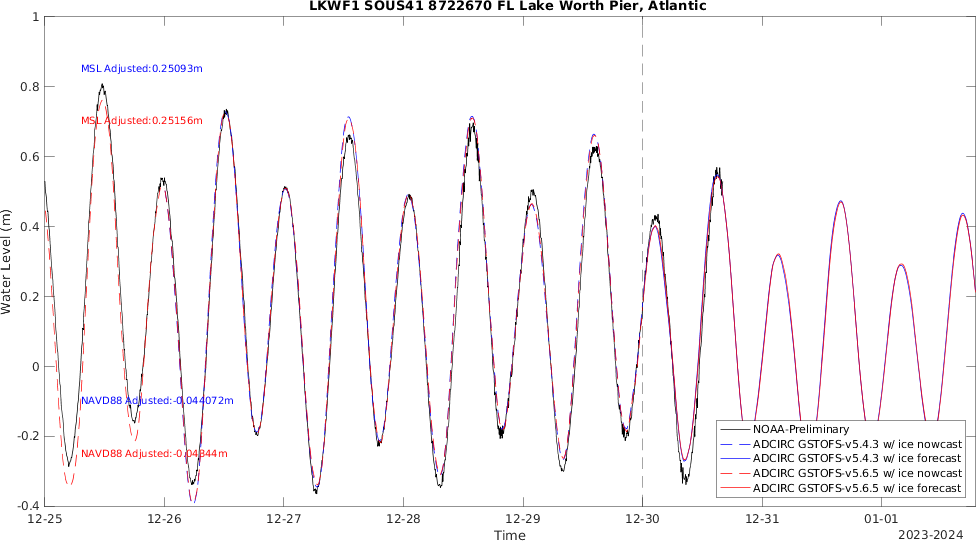 LKWF1 SOUS41 8722670 FL Lake Worth Pier, Atlantic
1
0.8
0.6
0.4
0.2
0
-0.2
-0.4
Water Level (m)
MSL Adjusted:0.25093m
MSL Adjusted:0.25156m
NAVD88 Adjusted:-0.044072m
NAVD88 Adjusted:-0.04344m
NOAA-Preliminary
ADCIRC GSTOFS-v5.4.3 w/ ice nowcast
ADCIRC GSTOFS-v5.4.3 w/ ice forecast
ADCIRC GSTOFS-v5.6.5 w/ ice nowcast
ADCIRC GSTOFS-v5.6.5 w/ ice forecast
12-25 12-26 12-27 12-28 12-29 12-30 12-31 01-01
Time
2023-2024